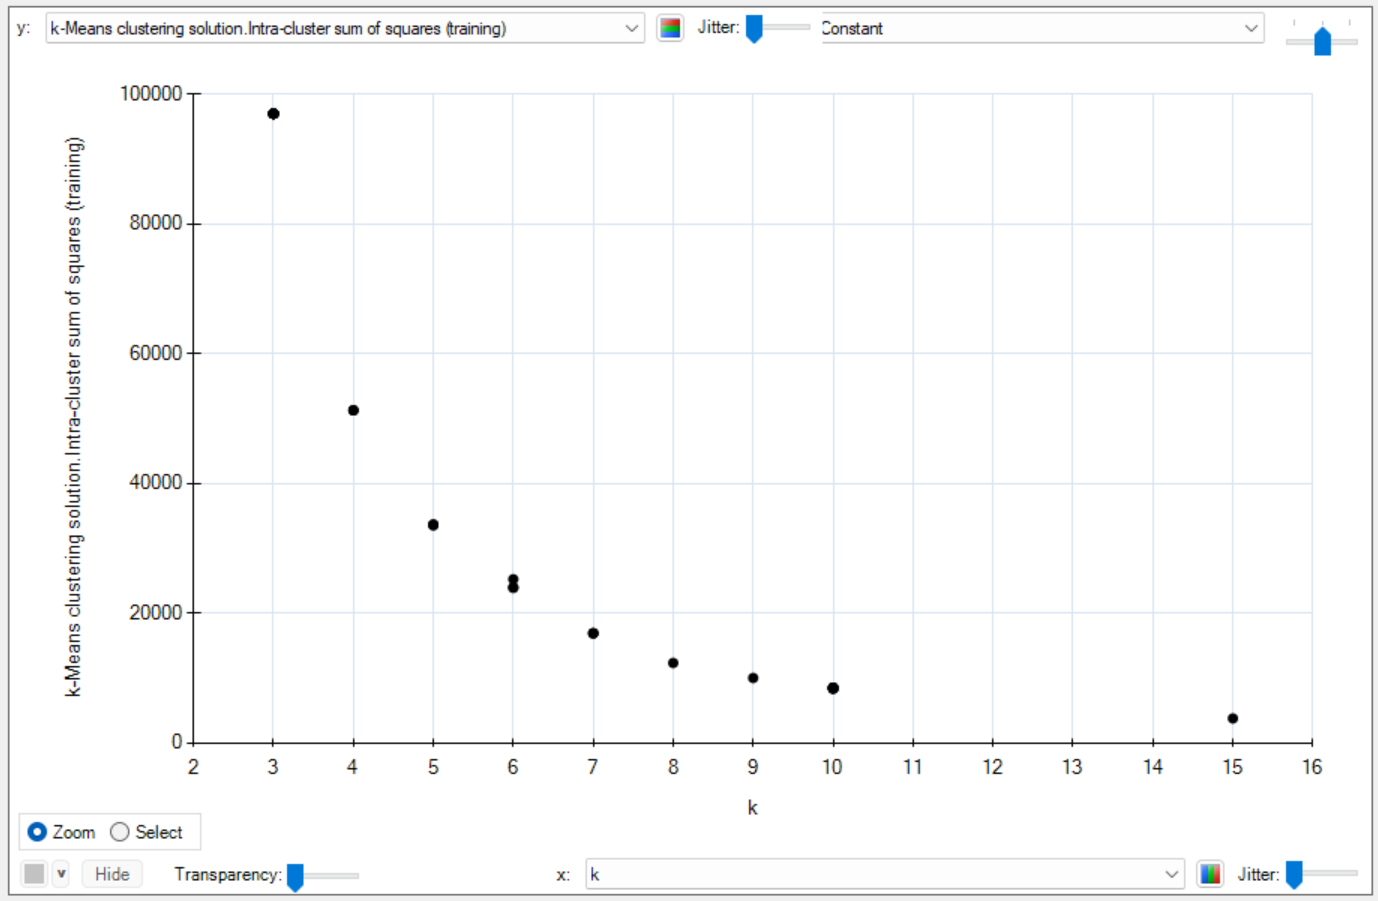 y: k-Means clustering solution.Intra-cluster sum of squares (training) Jitter: Constant
k-Means clustering solution.Intra-cluster sum of squares (training)
100000
80000
60000
40000
20000
0
2 3 4 5 6 7 8 9 10 11 12 13 14 15 16
k
Zoom Select
v Hide Transparency: x: k Jitter: